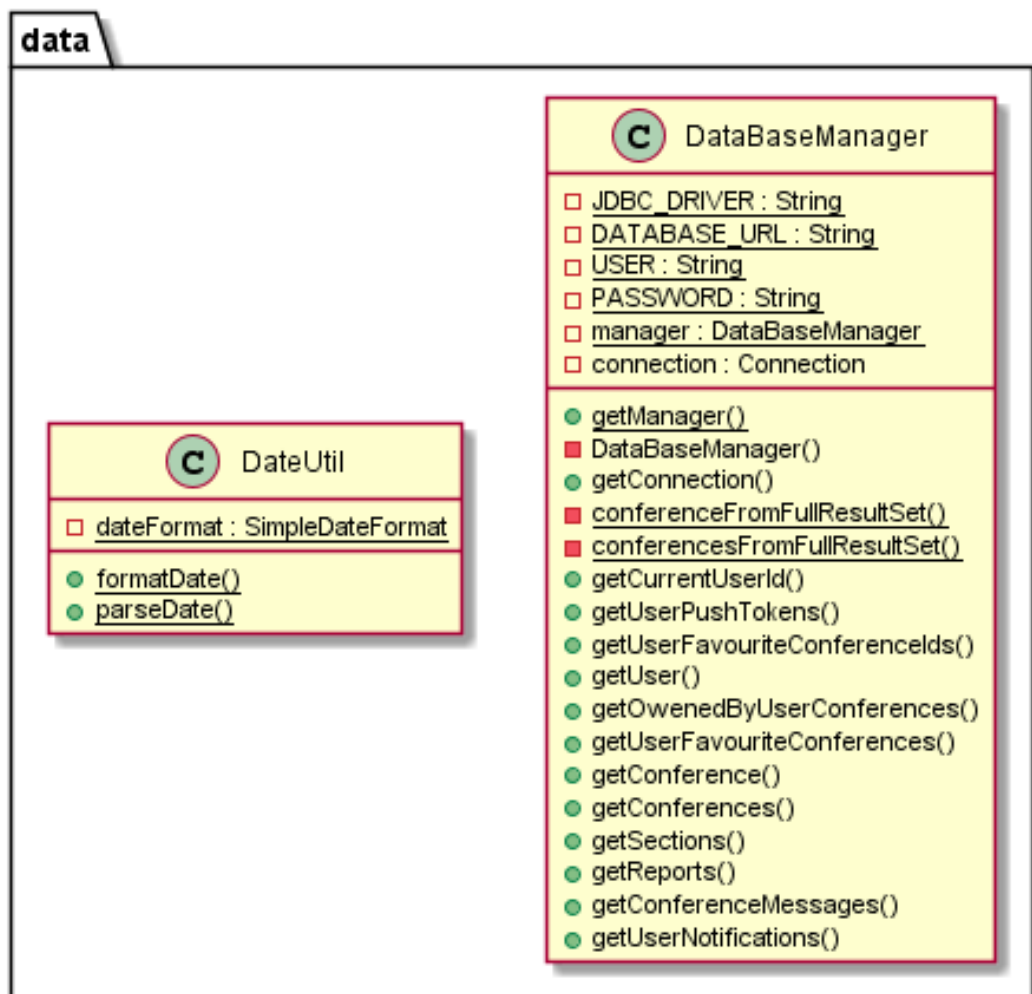 data
C DateUtil
dateFormat : SimpleDateFormat
formatDate()
parseDate()
C DataBaseManager
JDBC_DRIVER : String
DATABASE_URL : String
USER : String
PASSWORD : String
manager : DataBaseManager
connection : Connection
getManager()
DataBaseManager()
getConnection()
conferenceFromFullResultSet()
conferencesFromFullResultSet()
getCurrentUserId()
getUserPushTokens()
getUserFavouriteConferenceIds()
getUser()
getOwenedByUserConferences()
getUserFavouriteConferences()
getConference()
getConferences()
getSections()
getReports()
getConferenceMessages()
getUserNotifications()